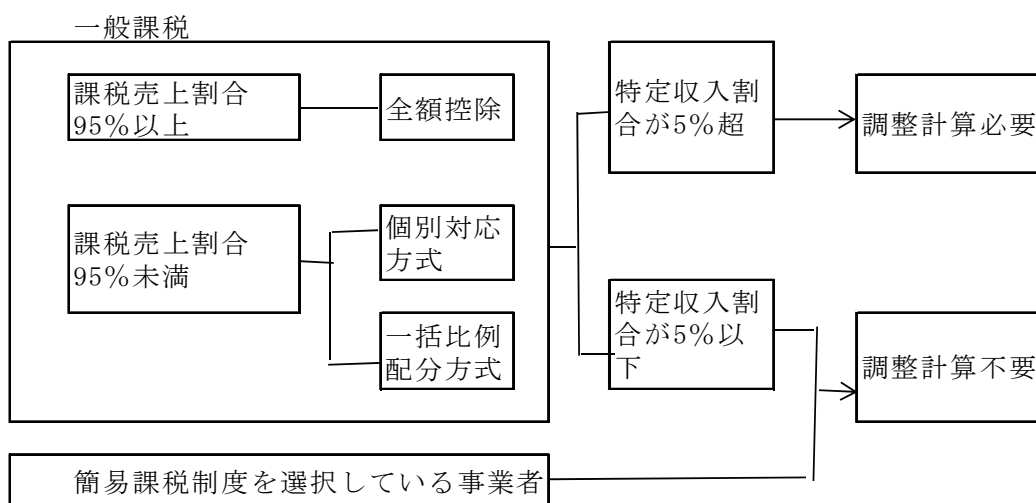 一般課税
課税売上割合
95％以上
全額控除
特定収入割
合が5％超
調整計算必要
課税売上割合
95％未満
個別対応
方式
一括比例
配分方式
特定収入割
合が5％以
下
調整計算不要
簡易課税制度を選択している事業者